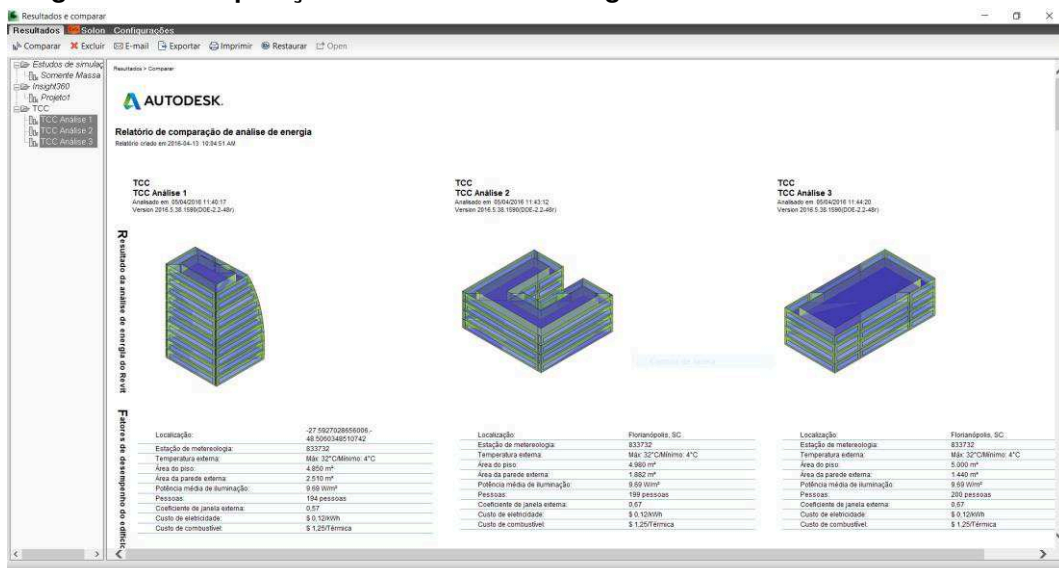 Resultados e comparar
Resultados Solon Configurações
Comparar Excluir E-mail Exportar Imprimir Restaurar Open
Estudos de simulaç
Somente Massa
Insight360
Projeto1
TCC
TCC Análise 1
TCC Análise 2
TCC Análise 3
Resultados > Comparar
AUTODESK.
Relatório de comparação de análise de energia
Relatório criado em 2016-04-13 10:04:51 AM
TCC
TCC Análise 1
Analisado em 05/04/2016 11:40:17
Version 2016.5.38.1590(DOE-2.2-48r)
TCC
TCC Análise 2
Analisado em 05/04/2016 11:43:12
Version 2016.5.38.1590(DOE-2.2-48r)
TCC
TCC Análise 3
Analisado em 05/04/2016 11:44:20
Version 2016.5.38.1590(DOE-2.2-48r)
Resultado da análise de energia do Revit
Fatores de desempenho do edifíc
Localização: -27.5927028656006,-
48.5060348510742
Estação de metereologia: 833732
Temperatura externa: Máx: 32°C/Mínimo: 4°C
Área do piso: 4.850 m²
Área da parede externa: 2.510 m²
Potência média de iluminação: 9.69 W/m²
Pessoas: 194 pessoas
Coeficiente de janela externa: 0,57
Custo de eletricidade: $ 0,12/kWh
Custo de combustível: $ 1,25/Térmica
Localização: Florianópolis, SC
Estação de metereologia: 833732
Temperatura externa: Máx: 32°C/Mínimo: 4°C
Área do piso: 4.980 m²
Área da parede externa: 1.882 m²
Potência média de iluminação: 9.69 W/m²
Pessoas: 199 pessoas
Coeficiente de janela externa: 0,57
Custo de eletricidade: $ 0,12/kWh
Custo de combustível: $ 1,25/Térmica
Localização: Florianópolis, SC
Estação de metereologia: 833732
Temperatura externa: Máx: 32°C/Mínimo: 4°C
Área do piso: 5.000 m²
Área da parede externa: 1.440 m²
Potência média de iluminação: 9.69 W/m²
Pessoas: 200 pessoas
Coeficiente de janela externa: 0,57
Custo de eletricidade: $ 0,12/kWh
Custo de combustível: $ 1,25/Térmica